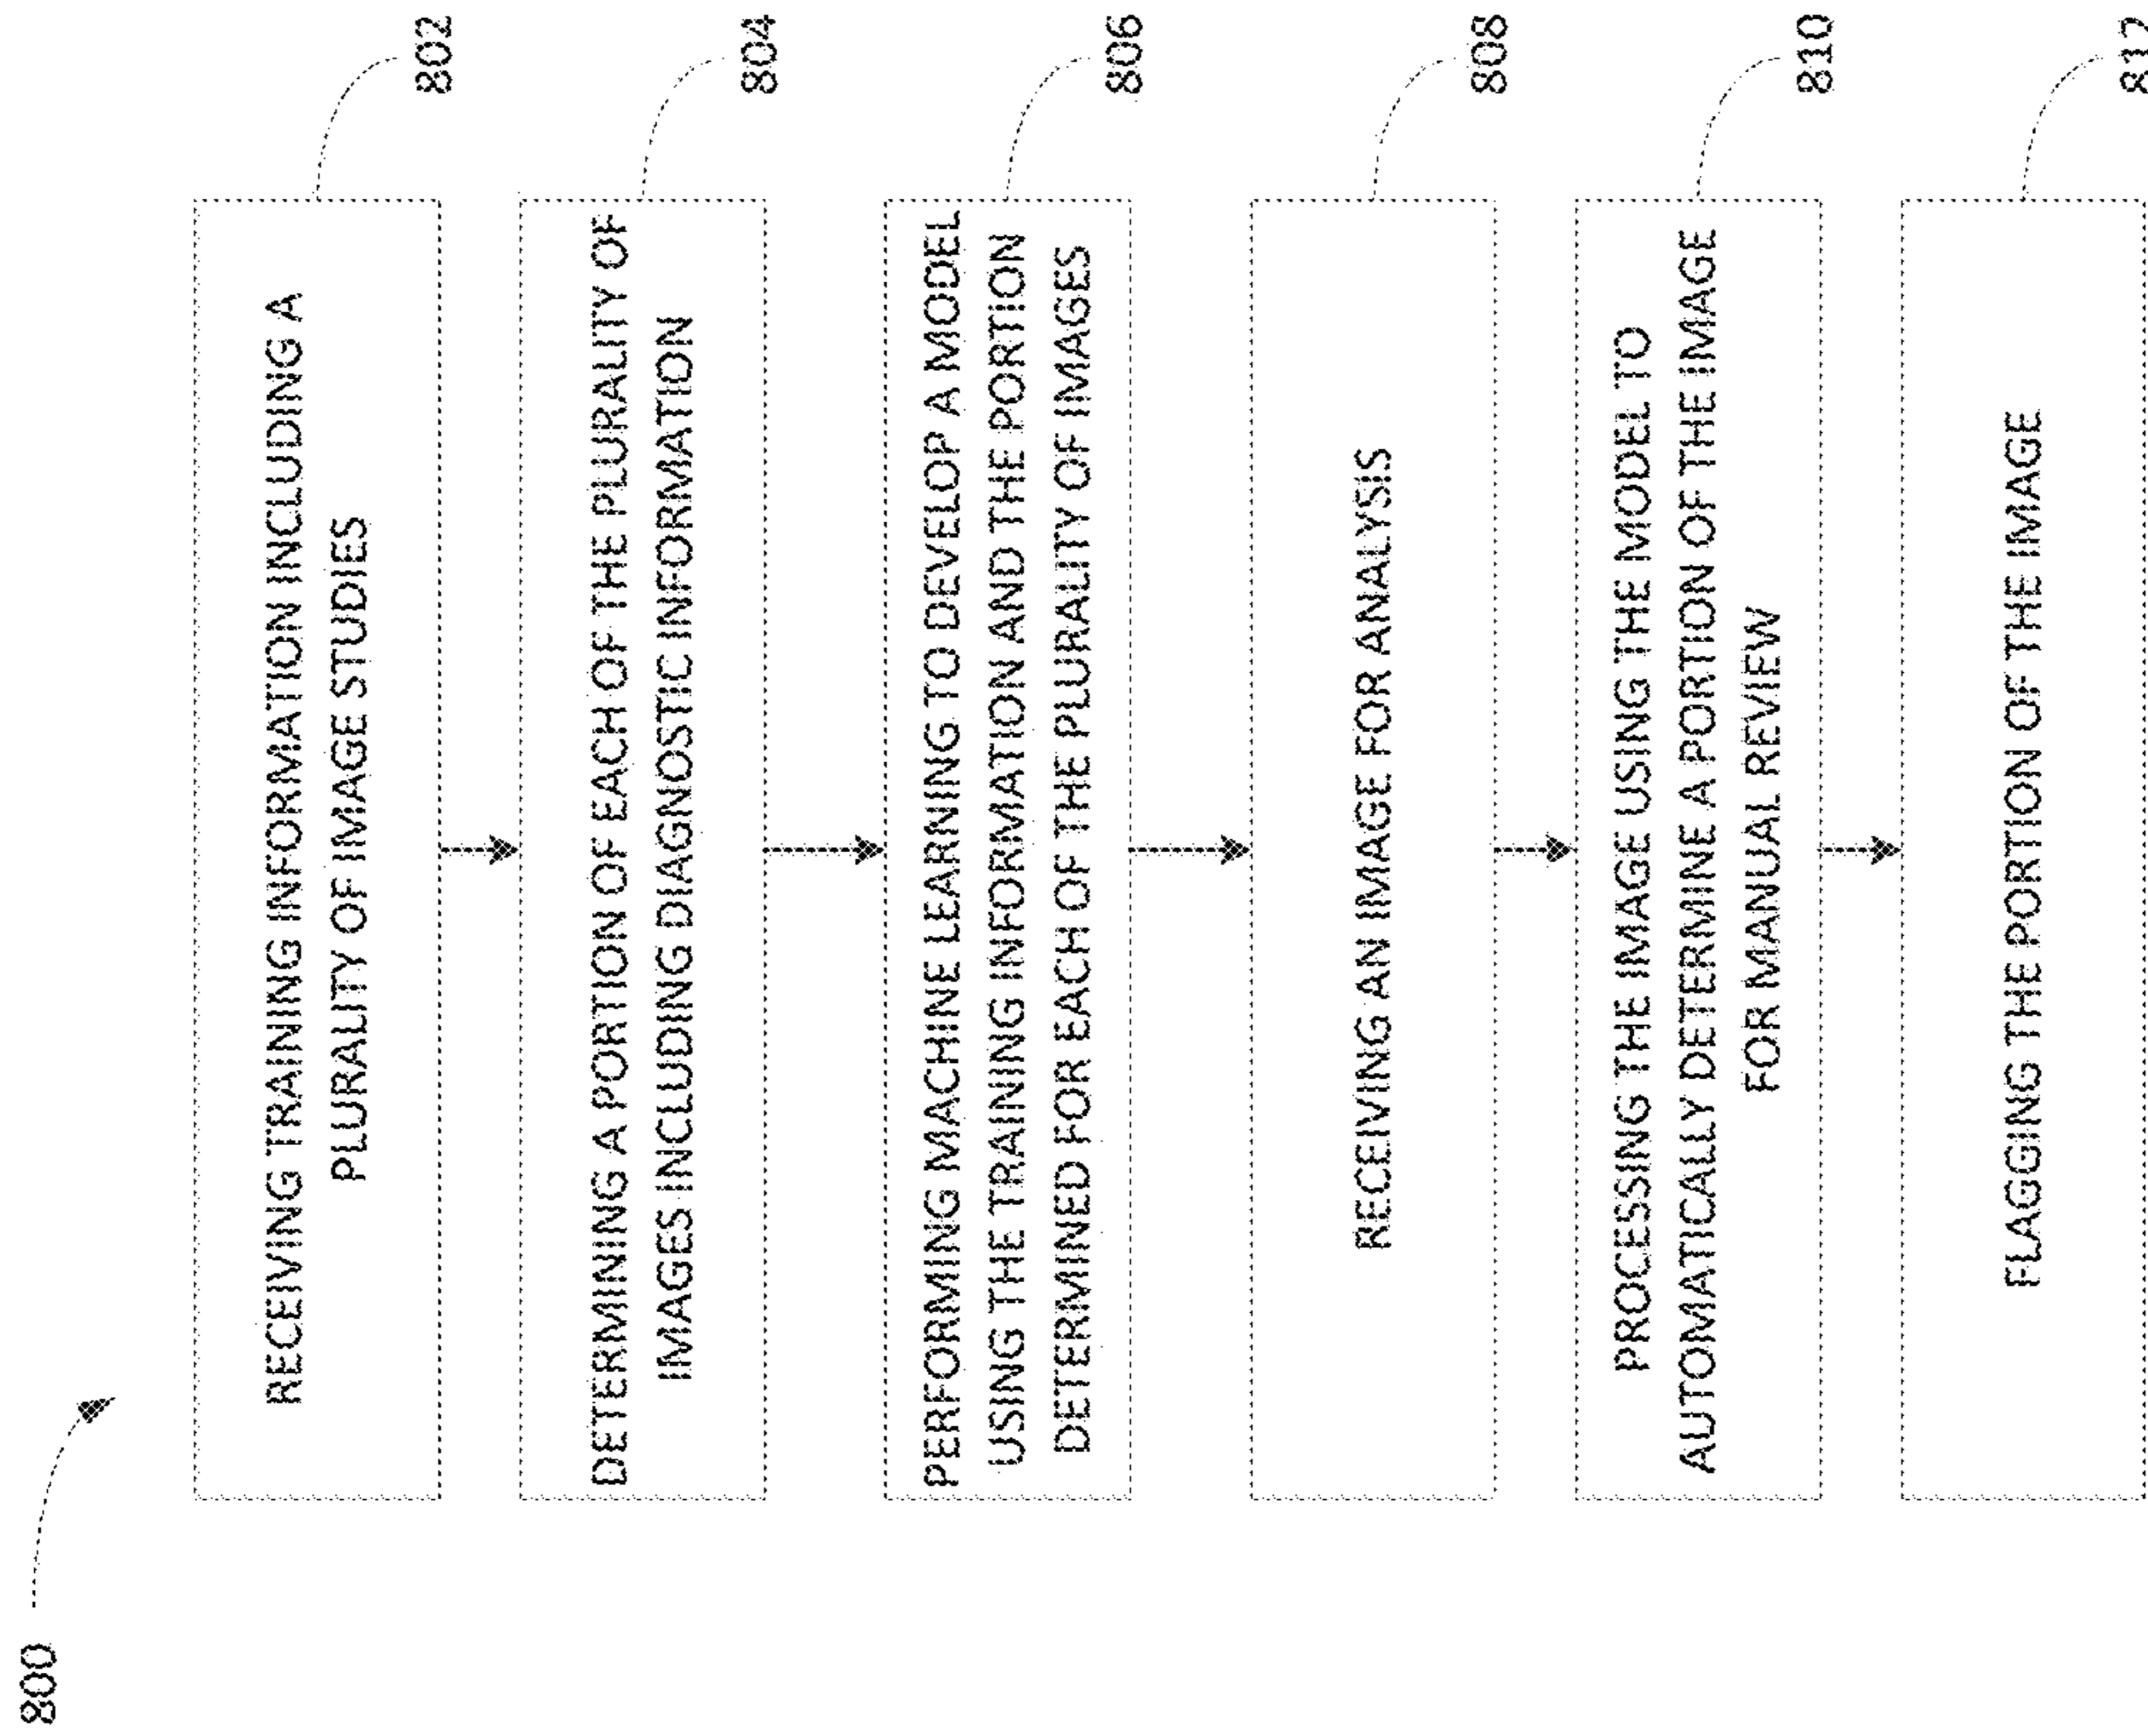 800
RECEIVING TRAINING INFORMATION INCLUDING A
PLURALITY OF IMAGE STUDIES
802
DETERMINING A PORTION OF EACH OF THE PLURALITY OF
IMAGES INCLUDING DIAGNOSTIC INFORMATION
804
PERFORMING MACHINE LEARNING TO DEVELOP A MODEL
USING THE TRAINING INFORMATION AND THE PORTION
DETERMINED FOR EACH OF THE PLURALITY OF IMAGES
806
RECEIVING AN IMAGE FOR ANALYSIS
808
PROCESSING THE IMAGE USING THE MODEL TO
AUTOMATICALLY DETERMINE A PORTION OF THE IMAGE
FOR MANUAL REVIEW
810
FLAGGING THE PORTION OF THE IMAGE
812